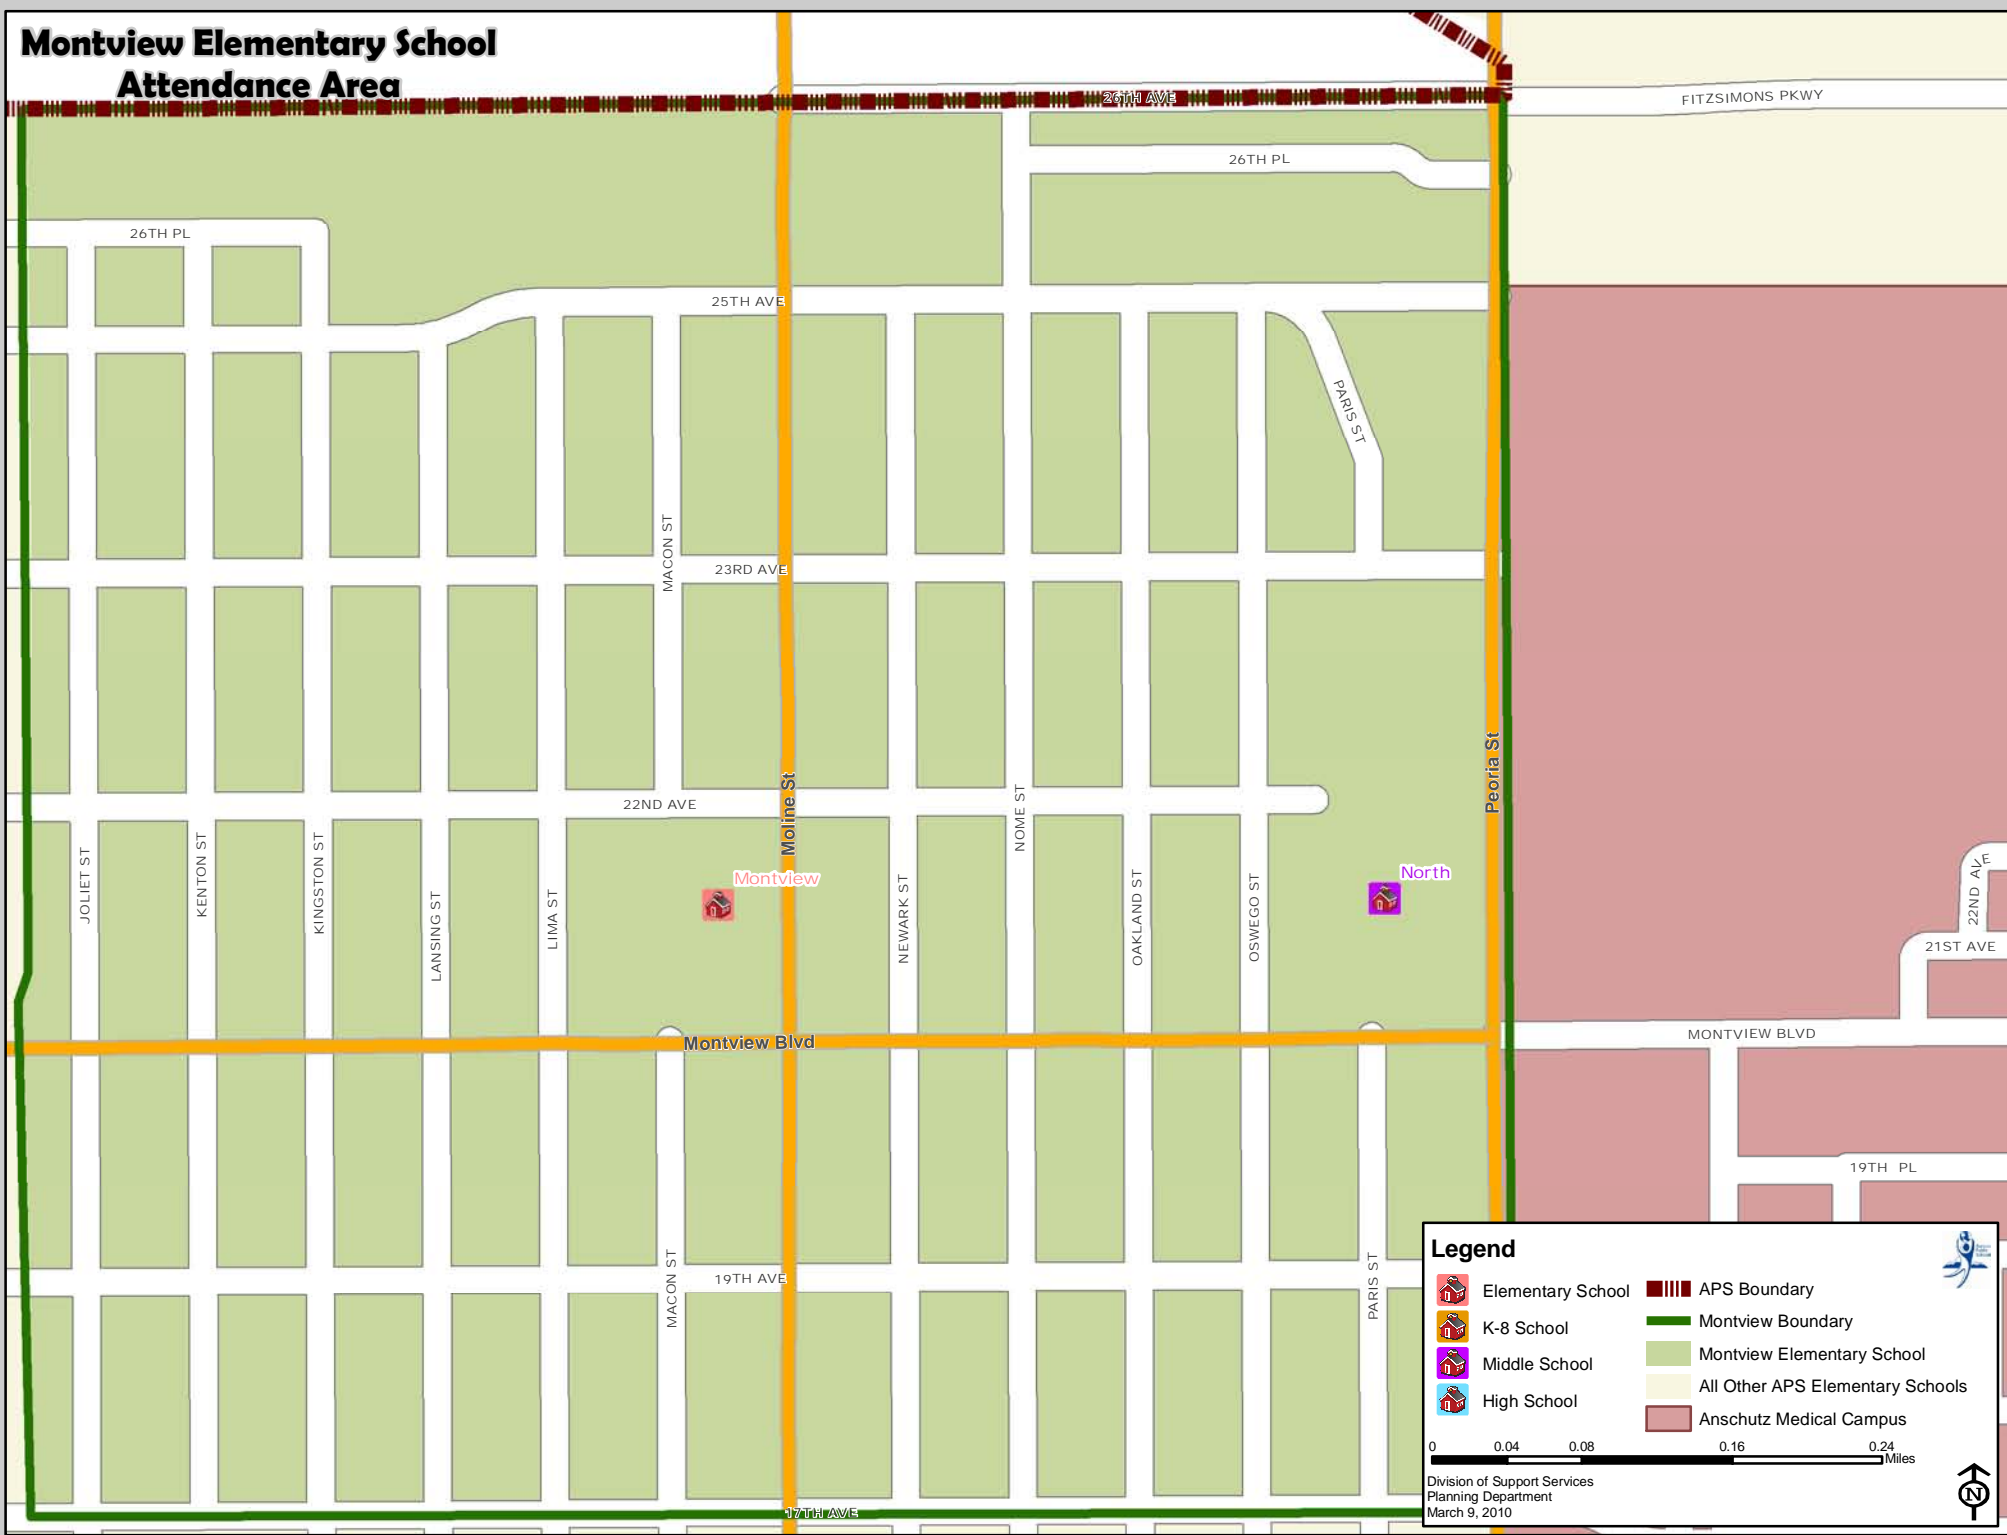 Montview Elementary School
Attendance Area
26TH AVE
FITZSIMONS PKWY
26TH PL
26TH PL
25TH AVE
PARIS ST
MACON ST
23RD AVE
Moline St
Peoria St
22ND AVE
NOME ST
JOLIET ST
KENTON ST
KINGSTON ST
LANSING ST
LIMA ST
Montview
NEWARK ST
OAKLAND ST
OSWEGO ST
North
22ND AVE
21ST AVE
Montview Blvd
MONTVIEW BLVD
19TH PL
MACON ST
19TH AVE
PARIS ST
17TH AVE
Legend
Elementary School
K-8 School
Middle School
High School
APS Boundary
Montview Boundary
Montview Elementary School
All Other APS Elementary Schools
Anschutz Medical Campus
0 0.04 0.08 0.16 0.24
Miles
Division of Support Services
Planning Department
March 9, 2010
N